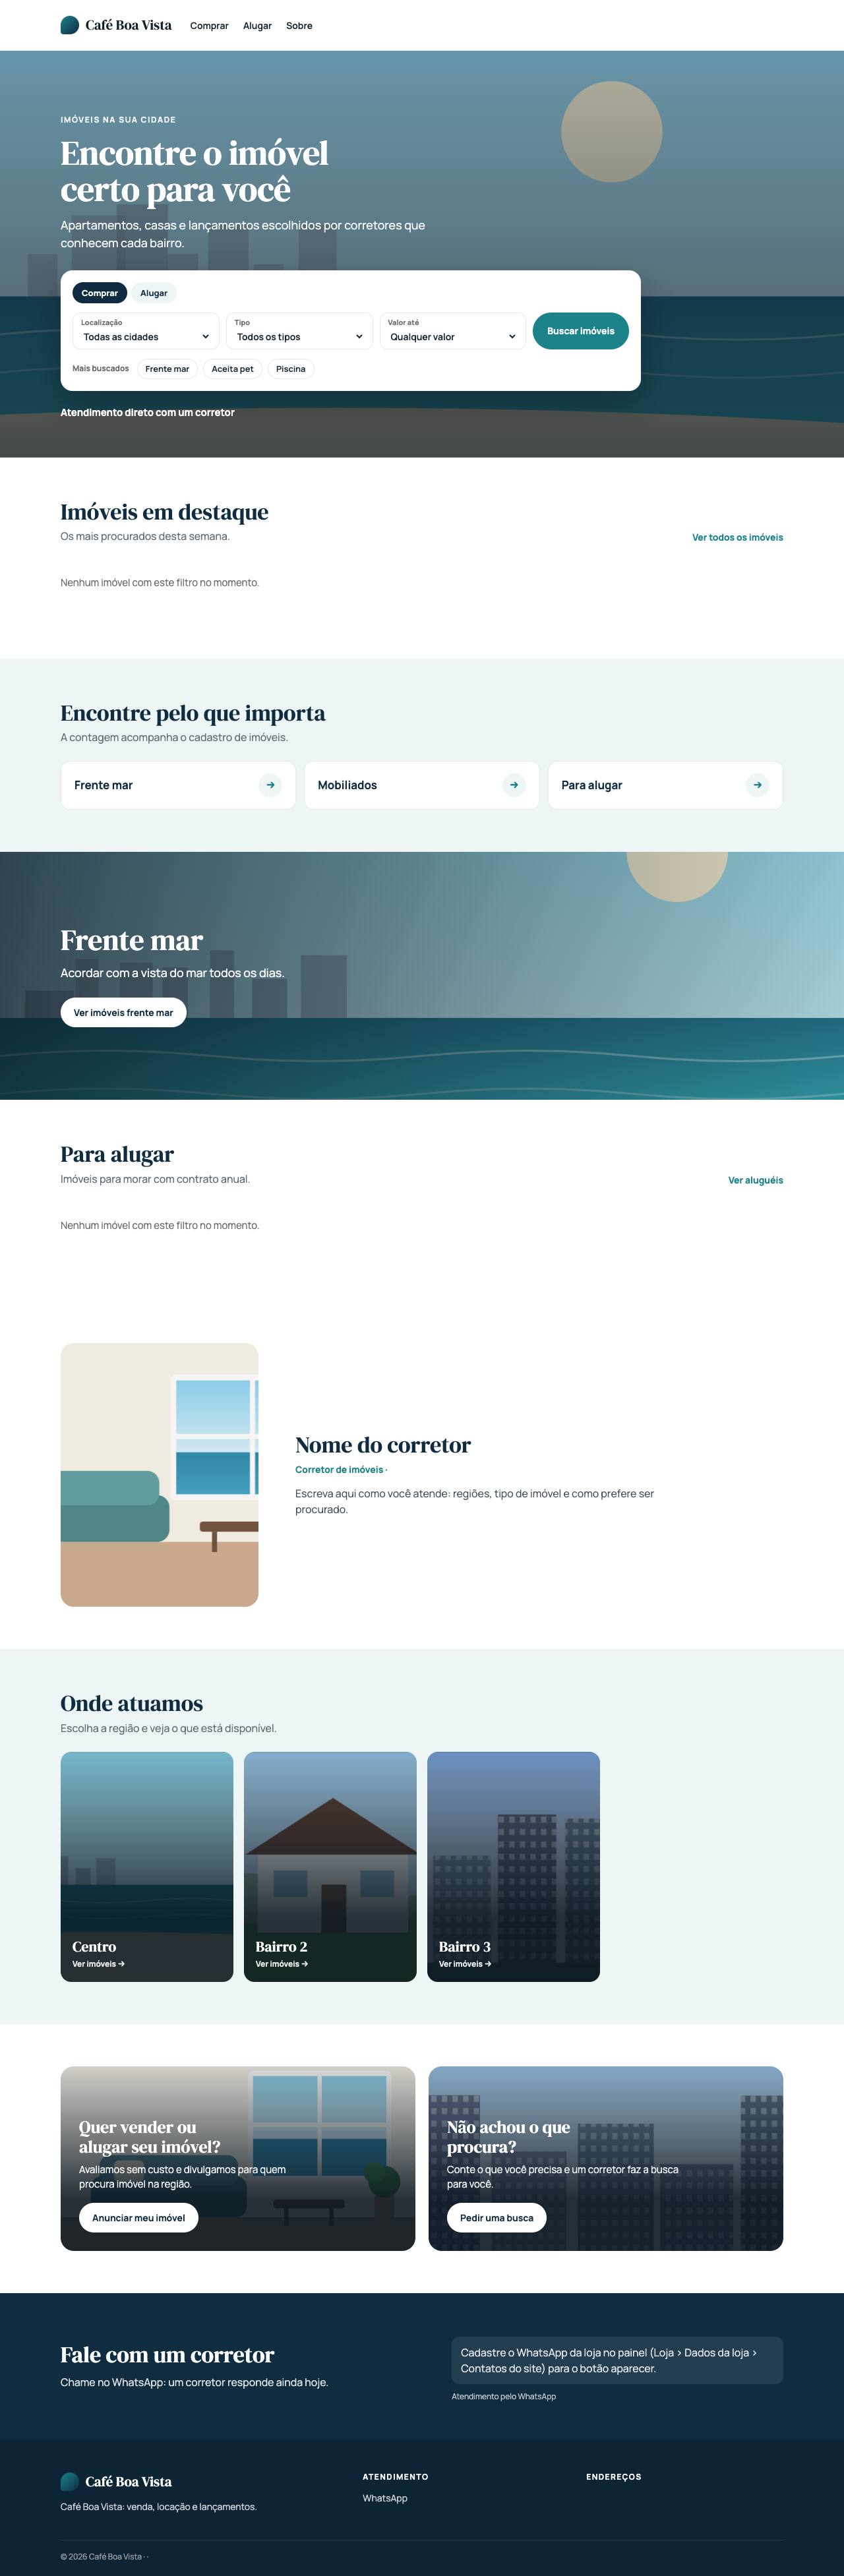 Café Boa Vista
Comprar
Alugar
Sobre
IMÓVEIS NA SUA CIDADE
Encontre o imóvel
certo para você
Apartamentos, casas e lançamentos escolhidos por corretores que
conhecem cada bairro.
Comprar
Alugar
Localização
Todas as cidades
Tipo
Todos os tipos
Valor até
Qualquer valor
Buscar imóveis
Mais buscados
Frente mar
Aceita pet
Piscina
Atendimento direto com um corretor
Imóveis em destaque
Os mais procurados desta semana.
Ver todos os imóveis
Nenhum imóvel com este filtro no momento.
Encontre pelo que importa
A contagem acompanha o cadastro de imóveis.
Frente mar →
Mobiliados →
Para alugar →
Frente mar
Acordar com a vista do mar todos os dias.
Ver imóveis frente mar
Para alugar
Imóveis para morar com contrato anual.
Ver aluguéis
Nenhum imóvel com este filtro no momento.
Nome do corretor
Corretor de imóveis ·
Escreva aqui como você atende: regiões, tipo de imóvel e como prefere ser
procurado.
Onde atuamos
Escolha a região e veja o que está disponível.
Centro
Ver imóveis →
Bairro 2
Ver imóveis →
Bairro 3
Ver imóveis →
Quer vender ou
alugar seu imóvel?
Avaliamos sem custo e divulgamos para quem
procura imóvel na região.
Anunciar meu imóvel
Não achou o que
procura?
Conte o que você precisa e um corretor faz a busca
para você.
Pedir uma busca
Fale com um corretor
Chame no WhatsApp: um corretor responde ainda hoje.
Cadastre o WhatsApp da loja no painel (Loja > Dados da loja >
Contatos do site) para o botão aparecer.
Atendimento pelo WhatsApp
Café Boa Vista
Café Boa Vista: venda, locação e lançamentos.
ATENDIMENTO
WhatsApp
ENDEREÇOS
© 2026 Café Boa Vista · ·